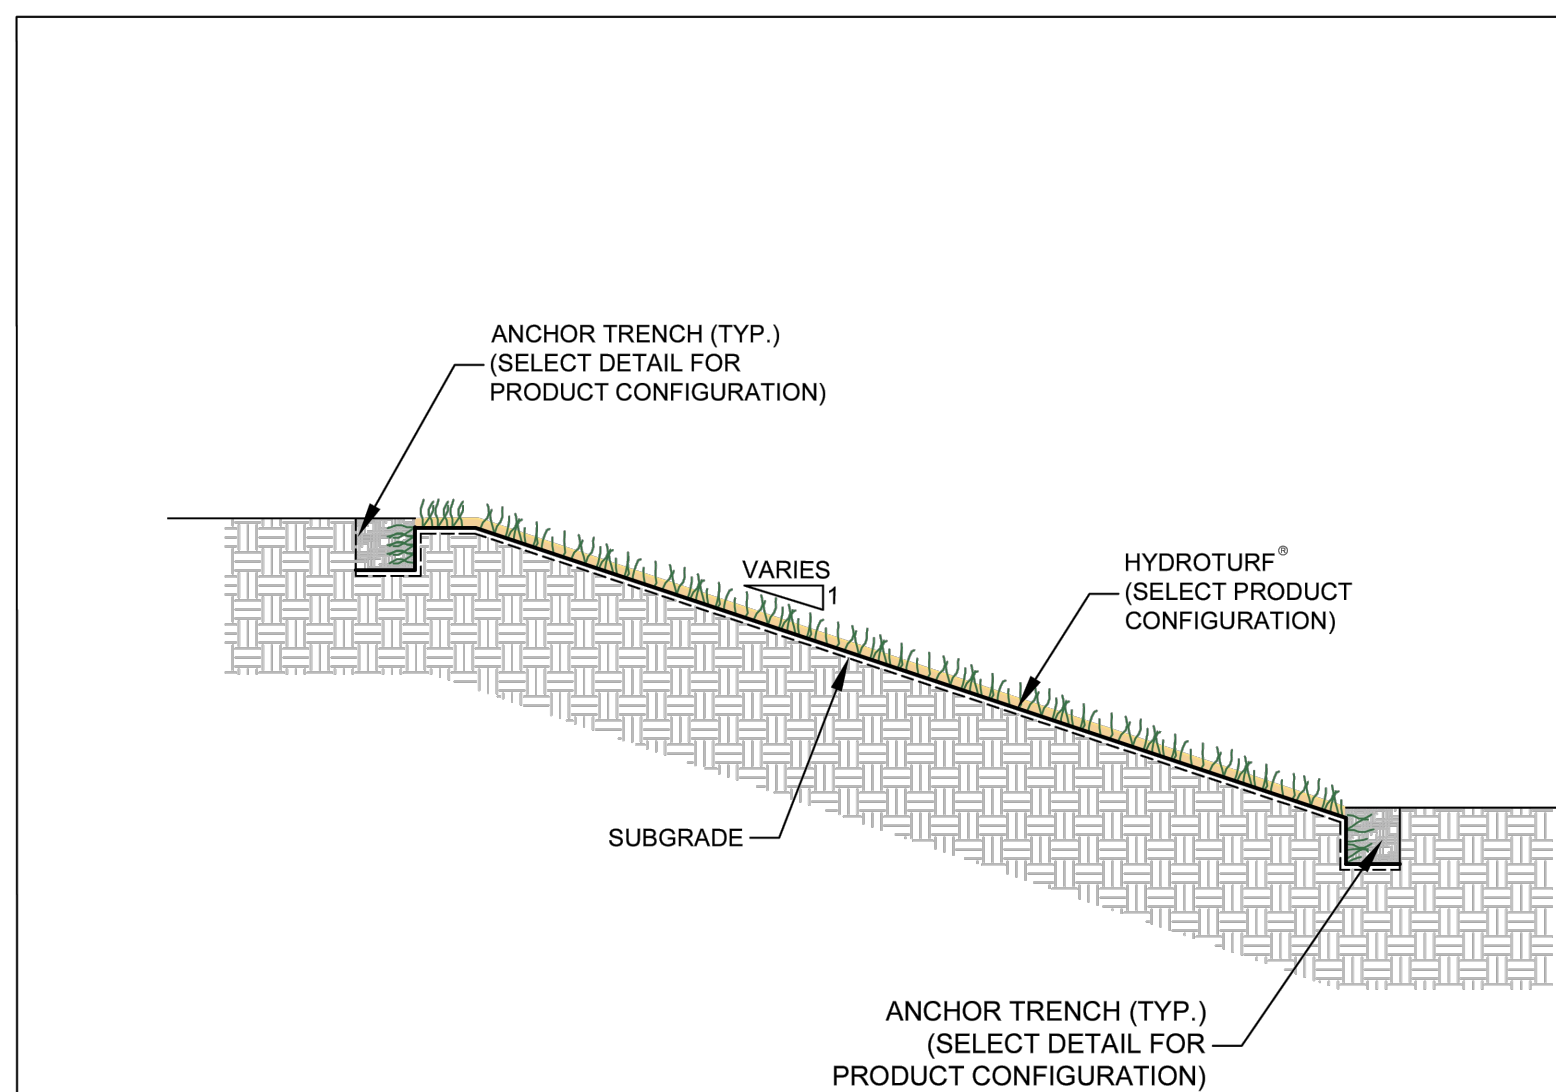 ANCHOR TRENCH (TYP.)
(SELECT DETAIL FOR
PRODUCT CONFIGURATION)
VARIES
1
HYDROTURF®
(SELECT PRODUCT
CONFIGURATION)
SUBGRADE
ANCHOR TRENCH (TYP.)
(SELECT DETAIL FOR
PRODUCT CONFIGURATION)